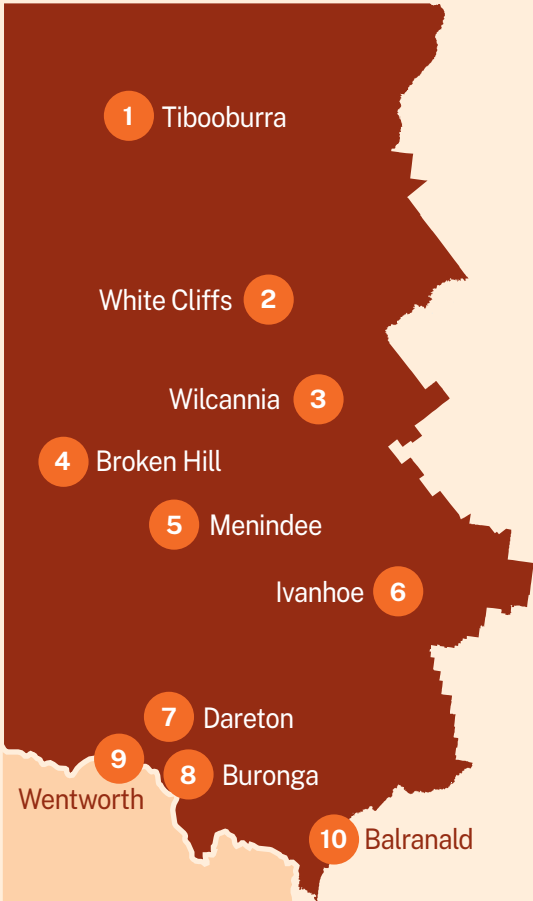 1 Tibooburra
White Cliffs 2
Wilcannia 3
4 Broken Hill
5 Menindee
Ivanhoe 6
7 Dareton
9
8 Buronga
Wentworth
10 Balranald